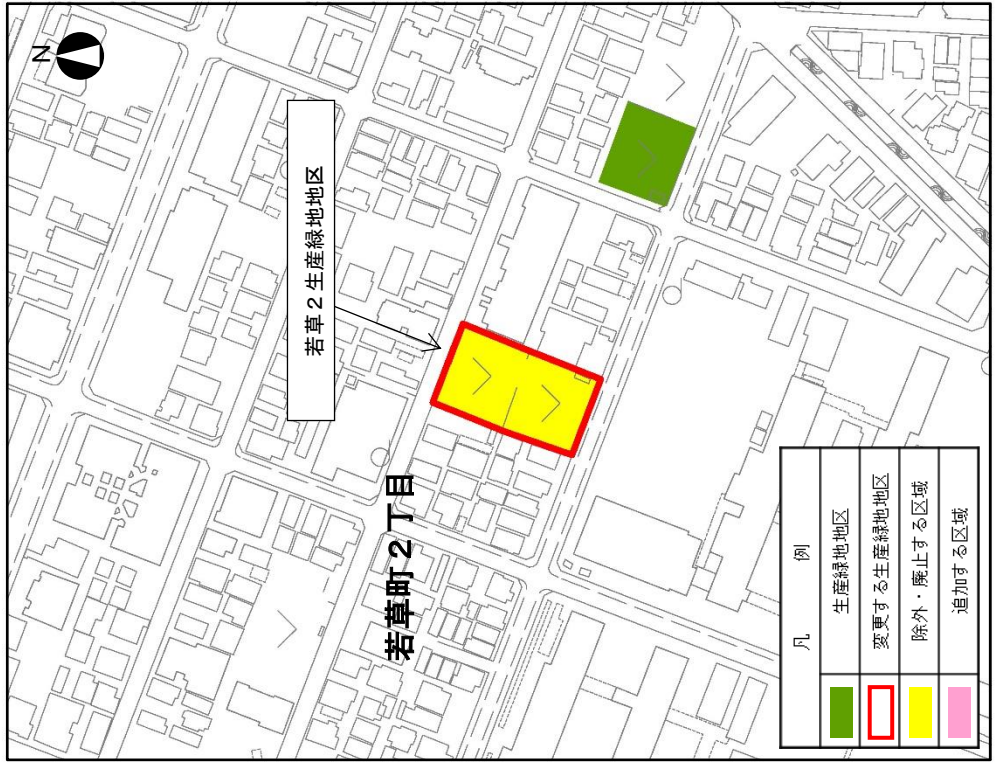 N
若草２生産緑地地区
若草町２丁目
凡 例
生産緑地地区
変更する生産緑地地区
除外・廃止する区域
追加する区域